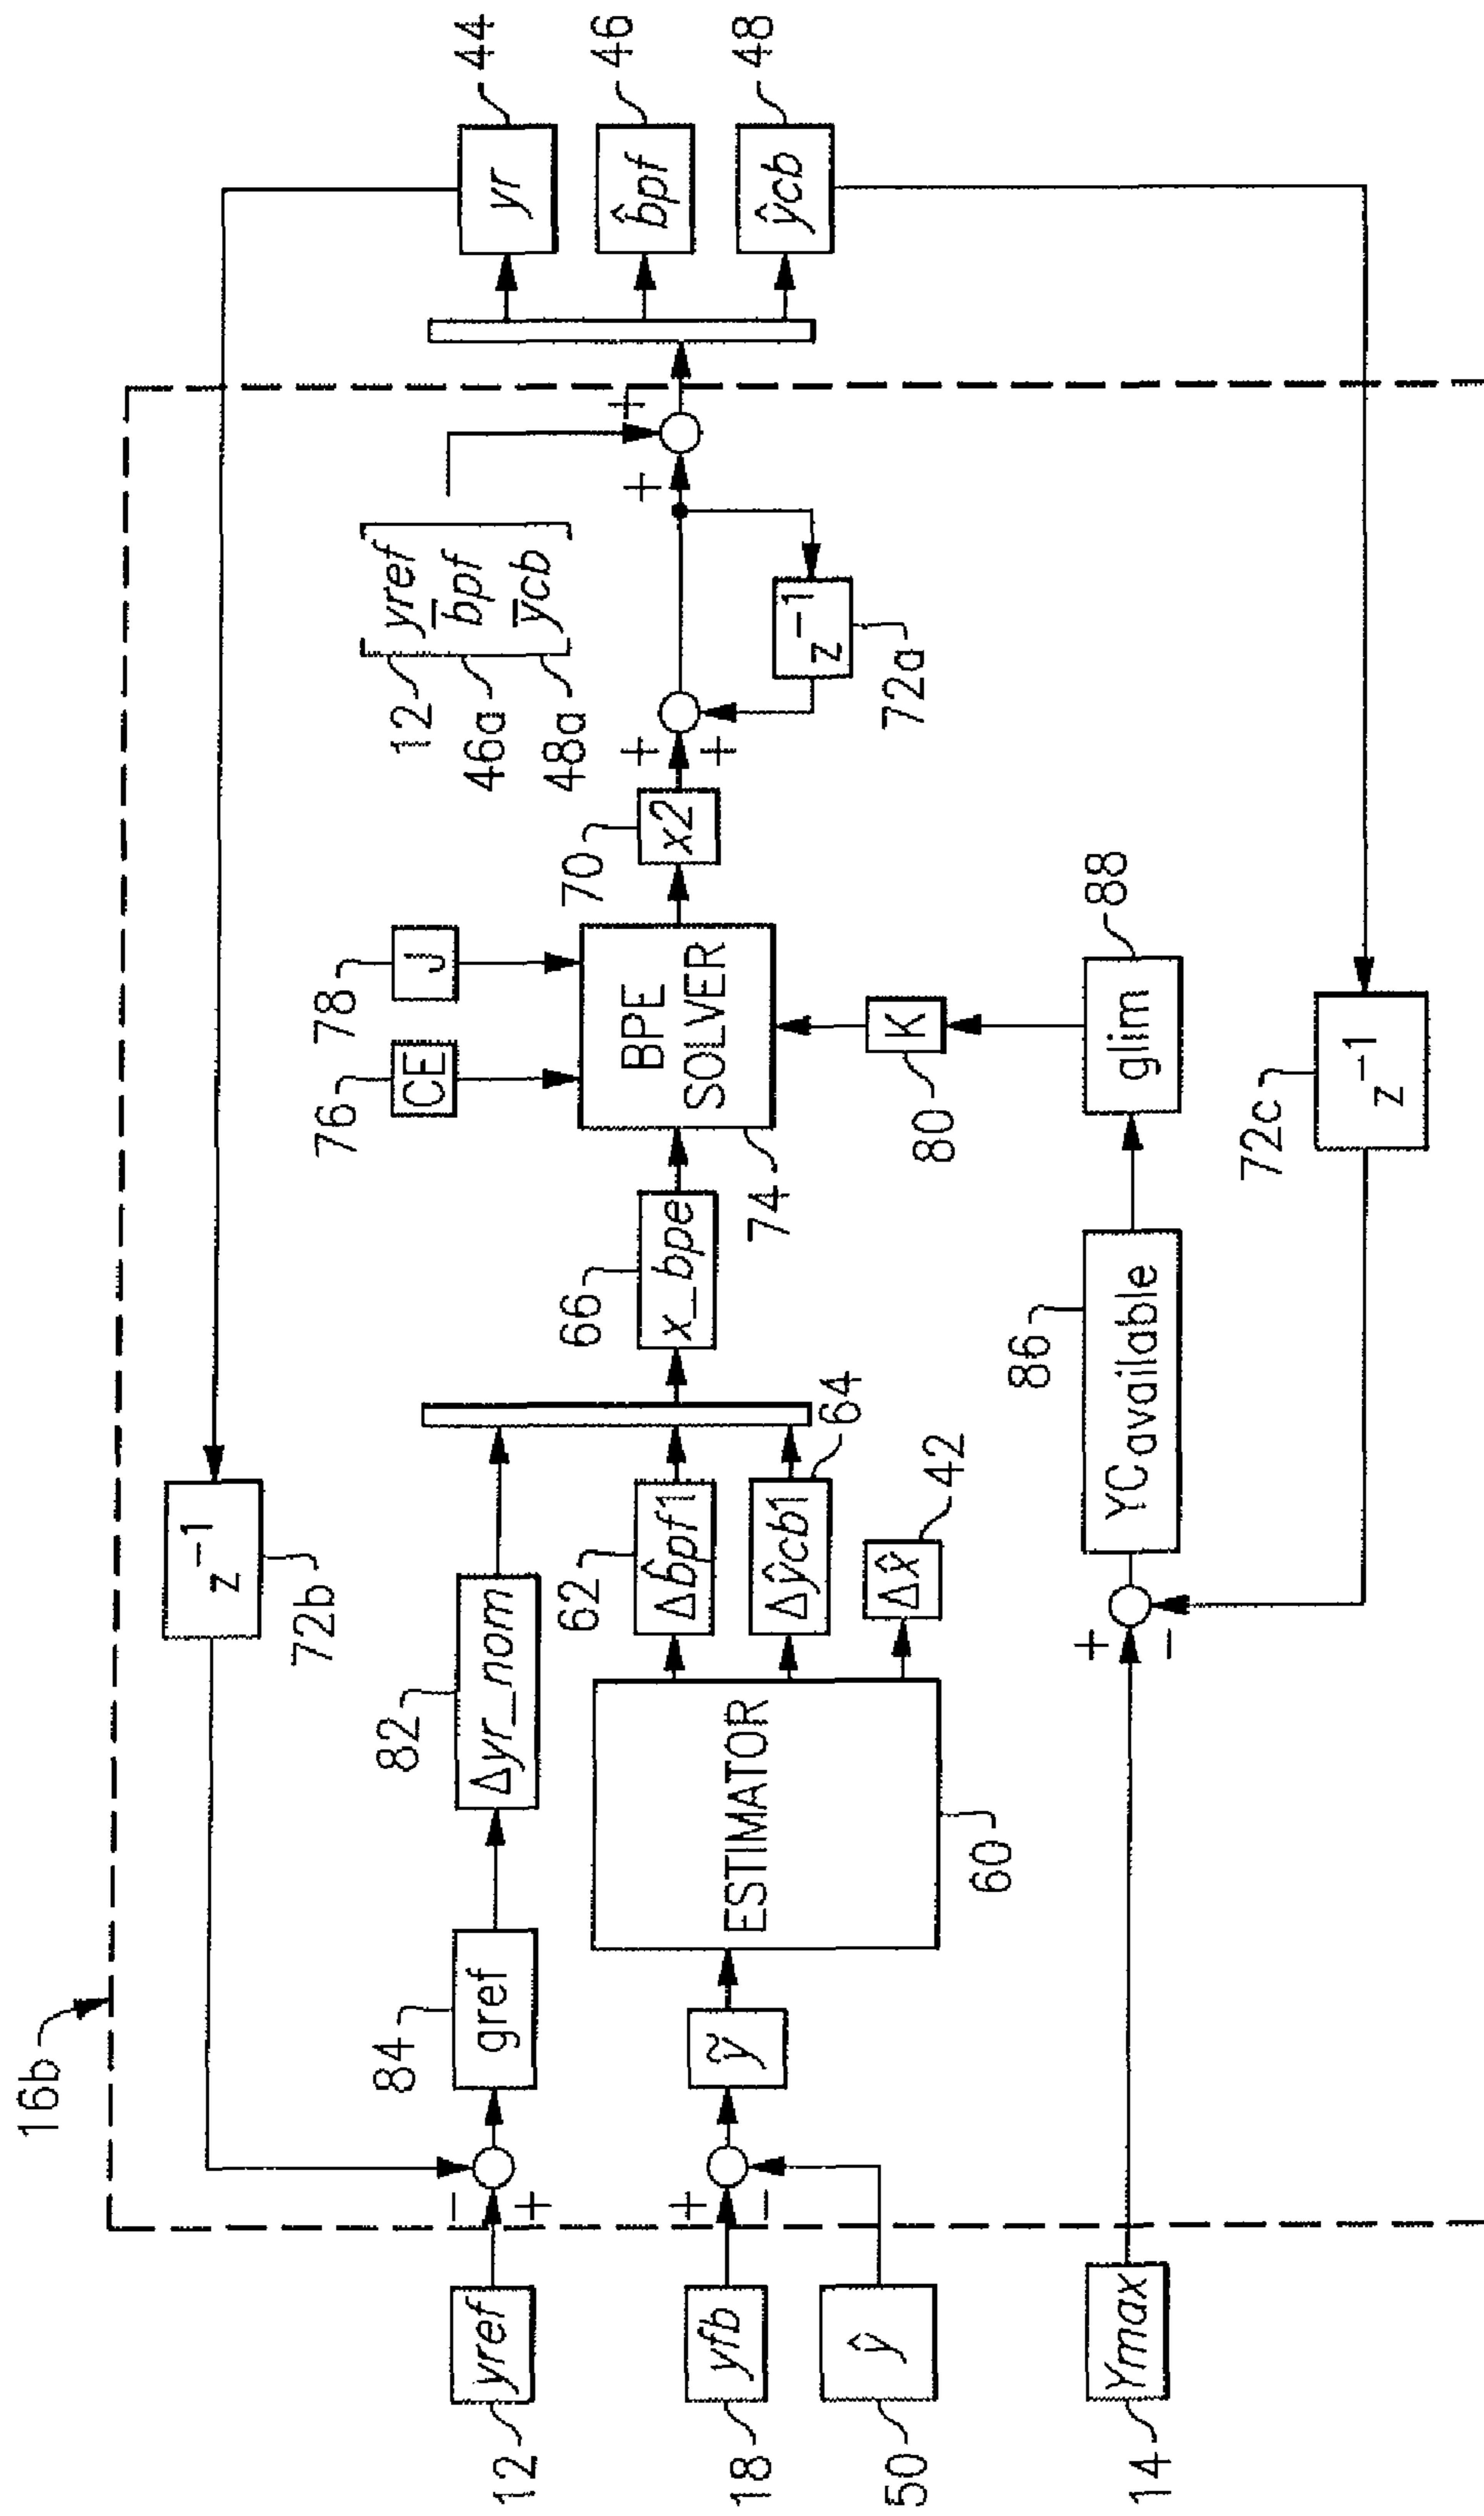 16b
44
yr
46
b̂pf
48
ŷcb
z⁻¹
72b
12
yref
46a
b̄pf
48a
ȳcb
+
+
z⁻¹
72a
+
+
70
x2
78
J
76
CE
BPE
SOLVER
74
80
K
88
glim
66
x_bpe
72c
z⁻¹
86
YCavailable
82
Δyr_nom
62
Δb̂pf1
64
Δŷcb1
42
Δx̂
84
gref
ESTIMATOR
60
ỹ
−
+
+
−
+
−
12
yref
18
yfb
50
ŷ
14
Ymax